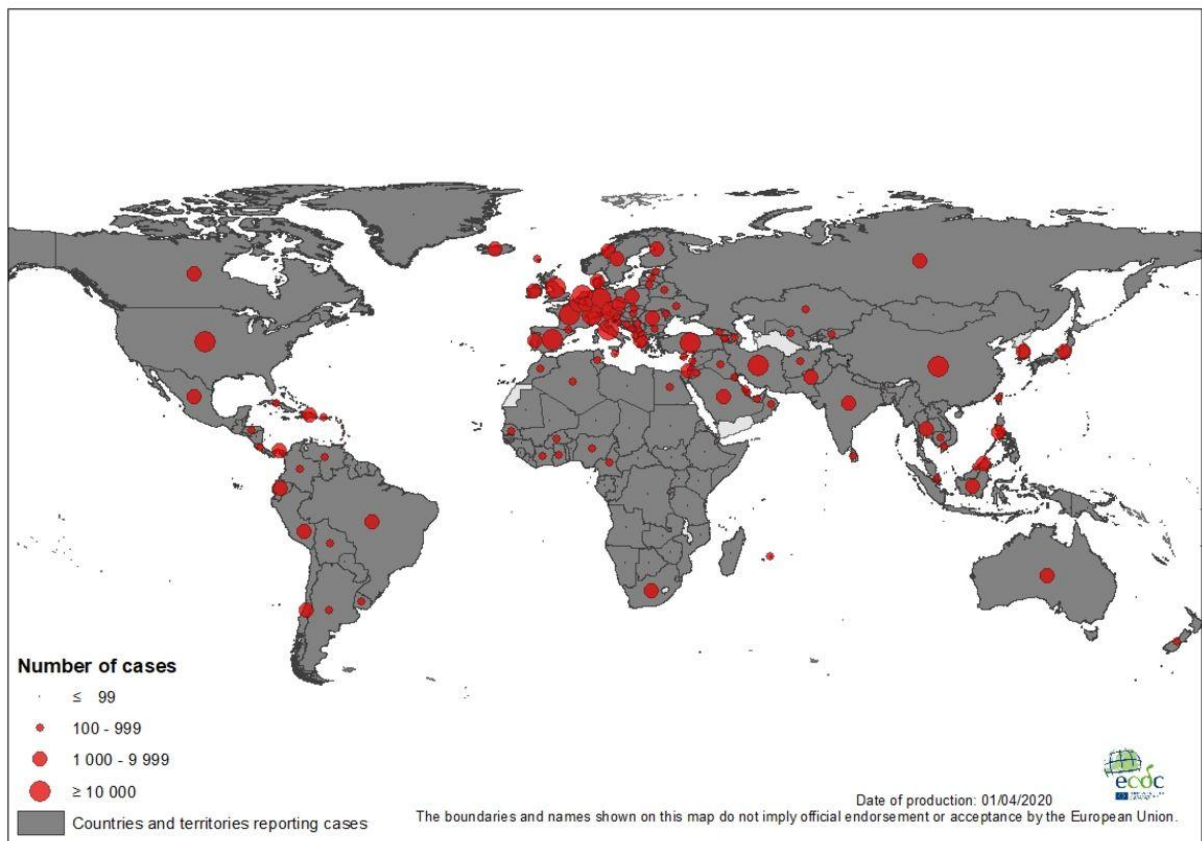 Number of cases
≤ 99
100 - 999
1 000 - 9 999
≥ 10 000
Countries and territories reporting cases
ecdc
Date of production: 01/04/2020
The boundaries and names shown on this map do not imply official endorsement or acceptance by the European Union.